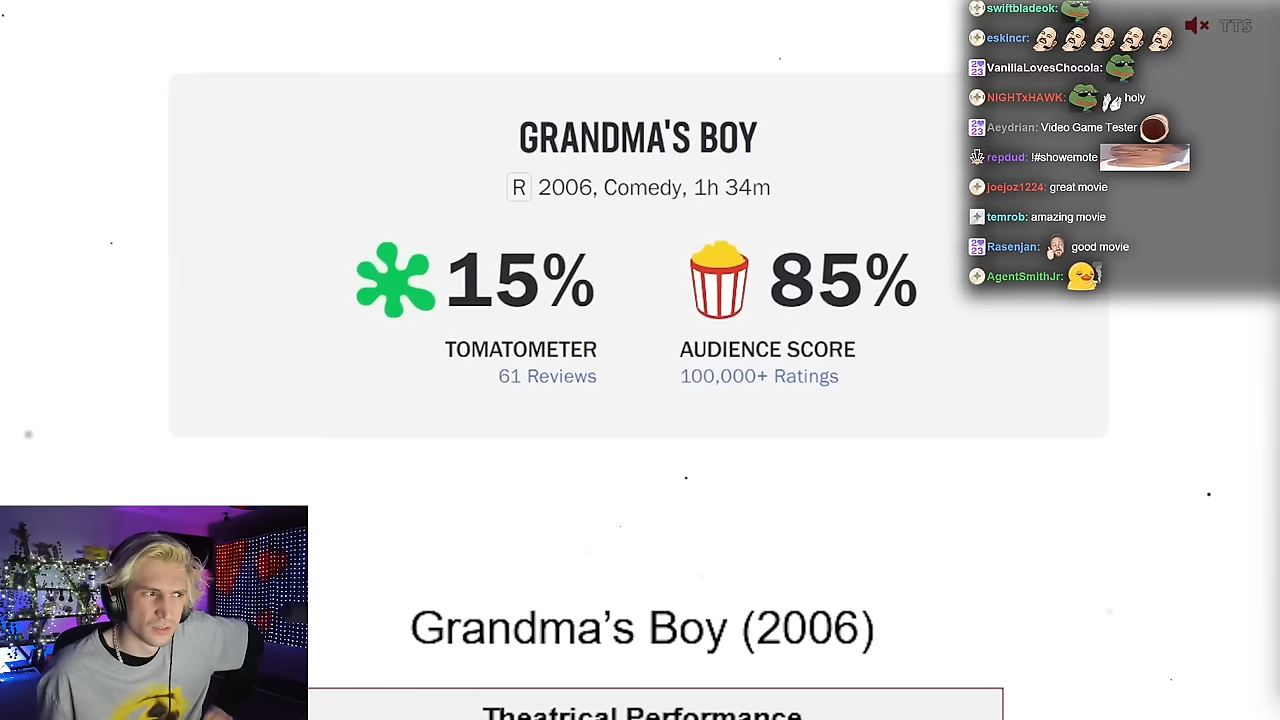 GRANDMA'S BOY
R 2006, Comedy, 1h 34m
15%
85%
TOMATOMETER
AUDIENCE SCORE
61 Reviews
100,000+ Ratings
Grandma's Boy (2006)
Theatrical Performance
TTS
swiftbladeok:
eskincr:
VanillaLovesChocola:
NIGHTxHAWK: holy
Aeydrian: Video Game Tester
repdud: !#showemote
joejoz1224: great movie
temrob: amazing movie
Rasenjan: good movie
AgentSmithJr: